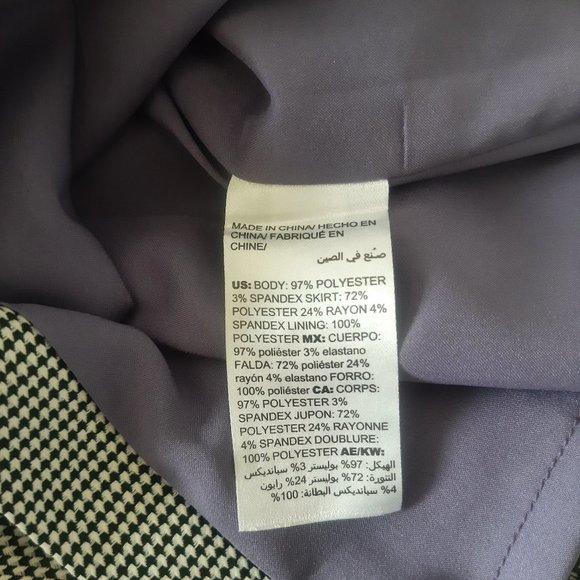 MADE IN CHINA/ HECHO EN
CHINA/ FABRIQUÉ EN
CHINE/
صنع في الصين
US: BODY: 97% POLYESTER
3% SPANDEX SKIRT: 72%
POLYESTER 24% RAYON 4%
SPANDEX LINING: 100%
POLYESTER MX: CUERPO:
97% poliéster 3% elastano
FALDA: 72% poliéster 24%
rayón 4% elastano FORRO:
100% poliéster CA: CORPS:
97% POLYESTER 3%
SPANDEX JUPON: 72%
POLYESTER 24% RAYONNE
4% SPANDEX DOUBLURE:
100% POLYESTER AE/KW:
الهيكل: 97% بوليستر 3% سبانديكس
التنورة: 72% بوليستر 24% رايون
4% سبانديكس البطانة: 100%